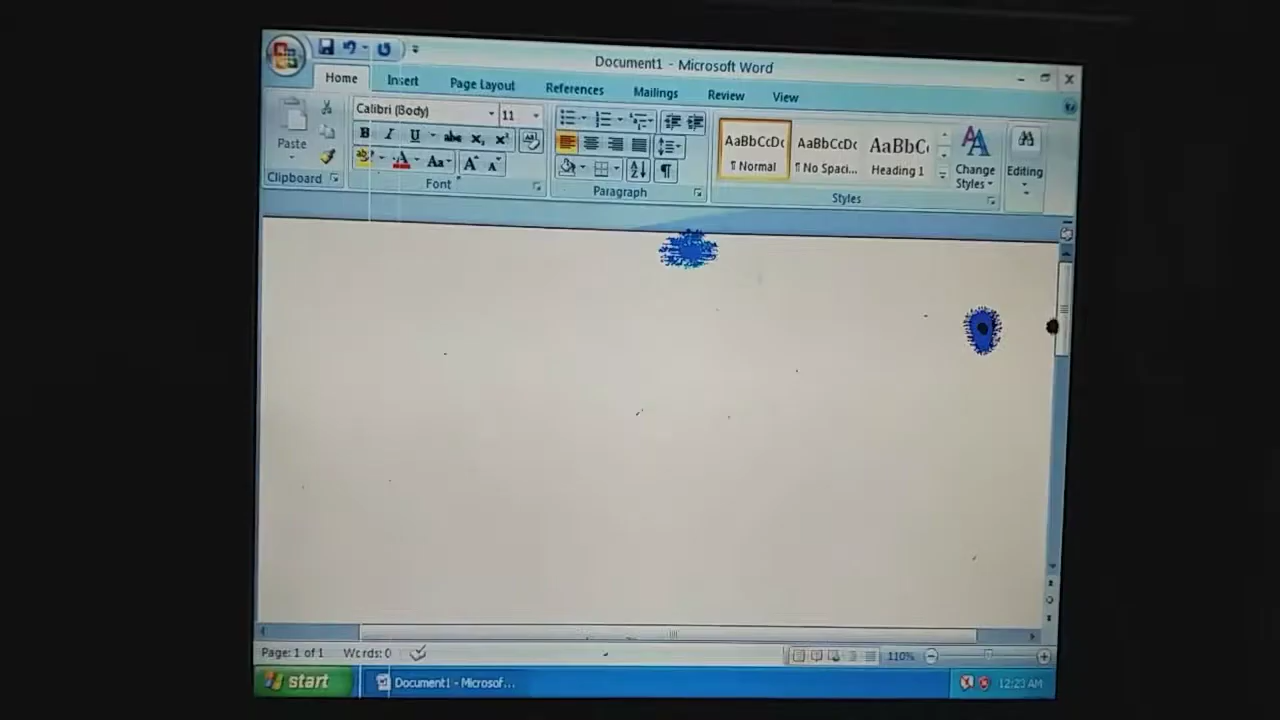 Document1 - Microsoft Word
Home Insert Page Layout References Mailings Review View
Calibri (Body) 11
AaBbCcDc AaBbCcDc AaBbC
Paste
¶ Normal ¶ No Spaci... Heading 1
Change Styles
Editing
Clipboard Font Paragraph Styles
Page: 1 of 1 Words: 0 110%
start Document1 - Microsof... 12:23 AM